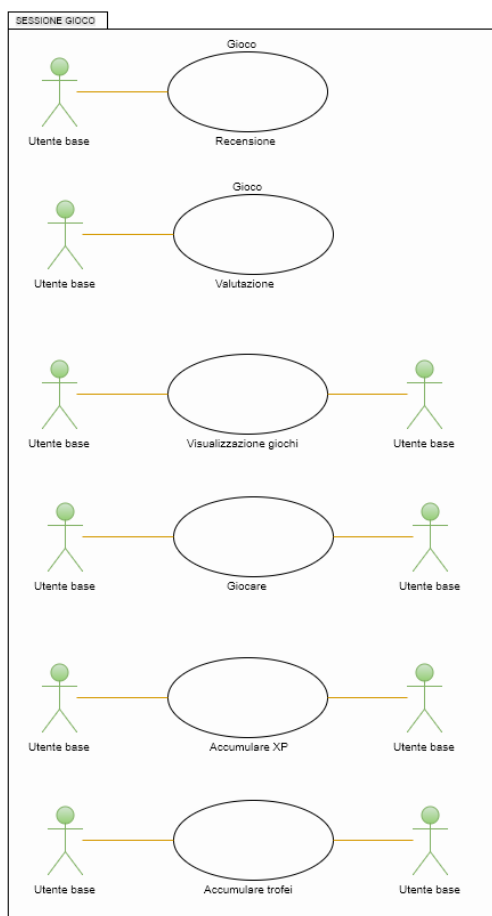 SESSIONE GIOCO
Gioco
Utente base
Recensione
Gioco
Utente base
Valutazione
Utente base
Visualizzazione giochi
Utente base
Utente base
Giocare
Utente base
Utente base
Accumulare XP
Utente base
Utente base
Accumulare trofei
Utente base